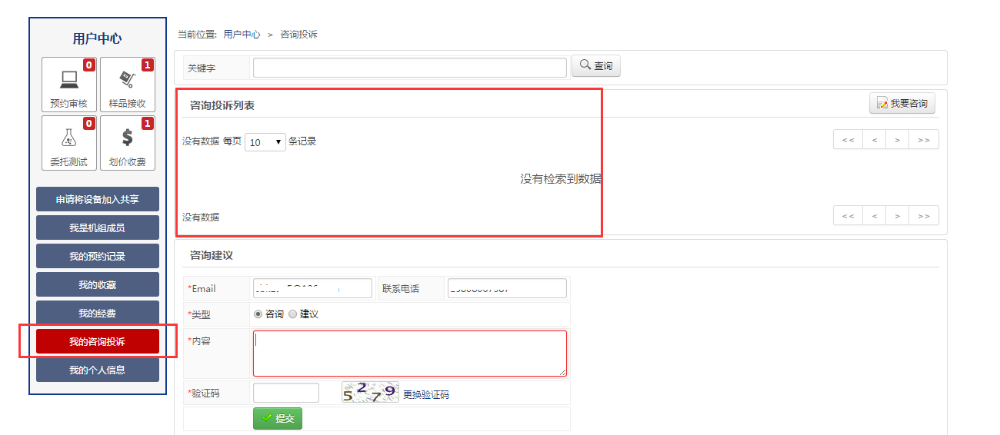 用户中心
0
1
预约审核
样品接收
0
1
委托测试
划价收费
申请将设备加入共享
我是机组成员
我的预约记录
我的收藏
我的经费
我的咨询投诉
我的个人信息
当前位置: 用户中心 > 咨询投诉
关键字
查询
咨询投诉列表
我要咨询
没有数据 每页 10 条记录
<< < > >>
没有检索到数据
没有数据
<< < > >>
咨询建议
*Email
联系电话
*类型 咨询 建议
*内容
*验证码 5279 更换验证码
提交